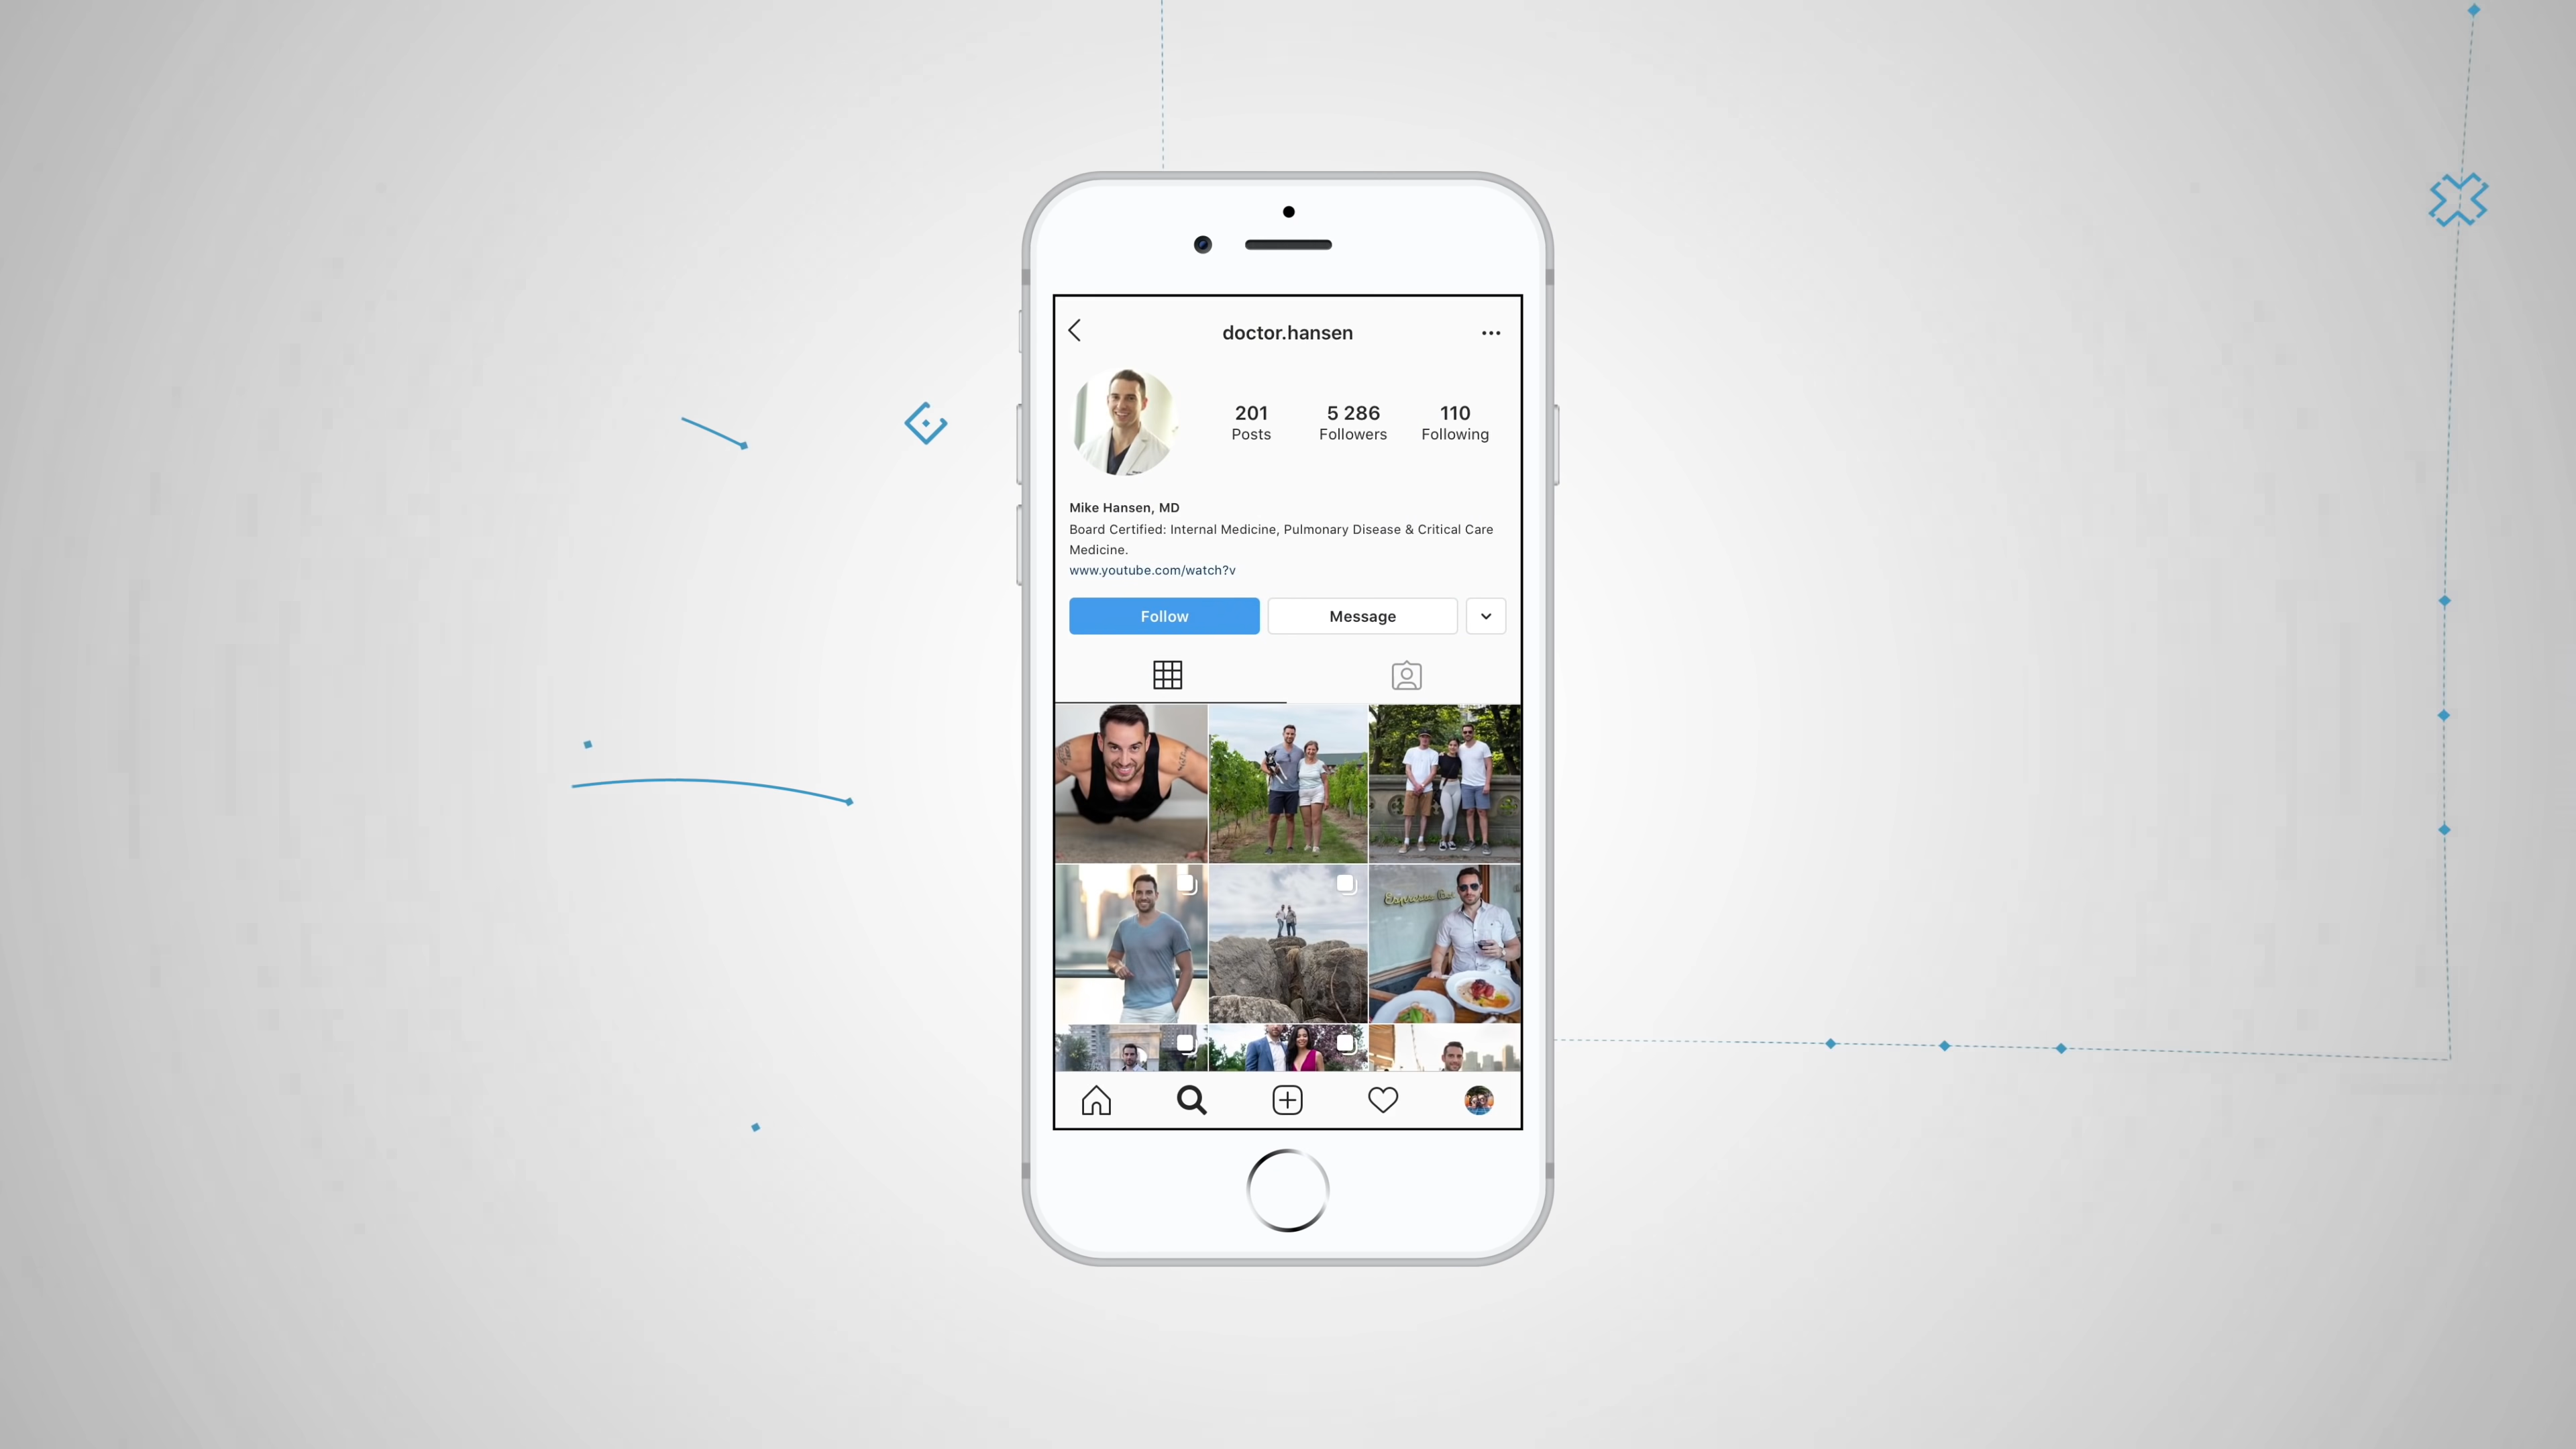 doctor.hansen
201
5 286
110
Posts
Followers
Following
Mike Hansen, MD
Board Certified: Internal Medicine, Pulmonary Disease & Critical Care
Medicine.
www.youtube.com/watch?v
Follow
Message